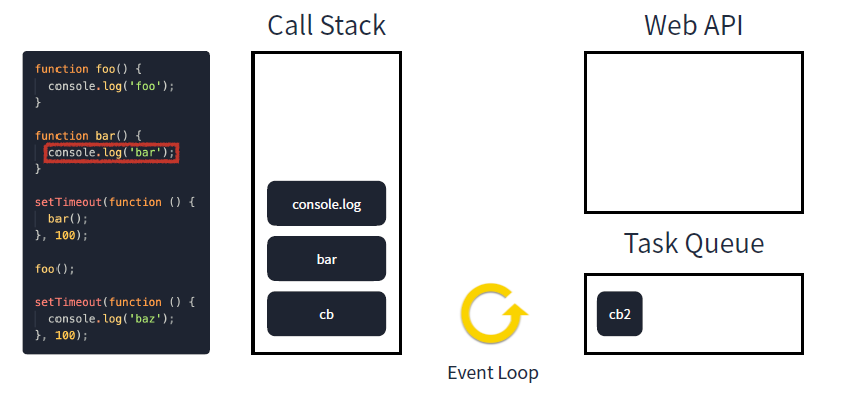 Call Stack
Web API
function foo() {
console.log('foo');
}
function bar() {
console.log('bar');
}
setTimeout(function () {
bar();
}, 100);
foo();
setTimeout(function () {
console.log('baz');
}, 100);
console.log
bar
cb
Event Loop
Task Queue
cb2